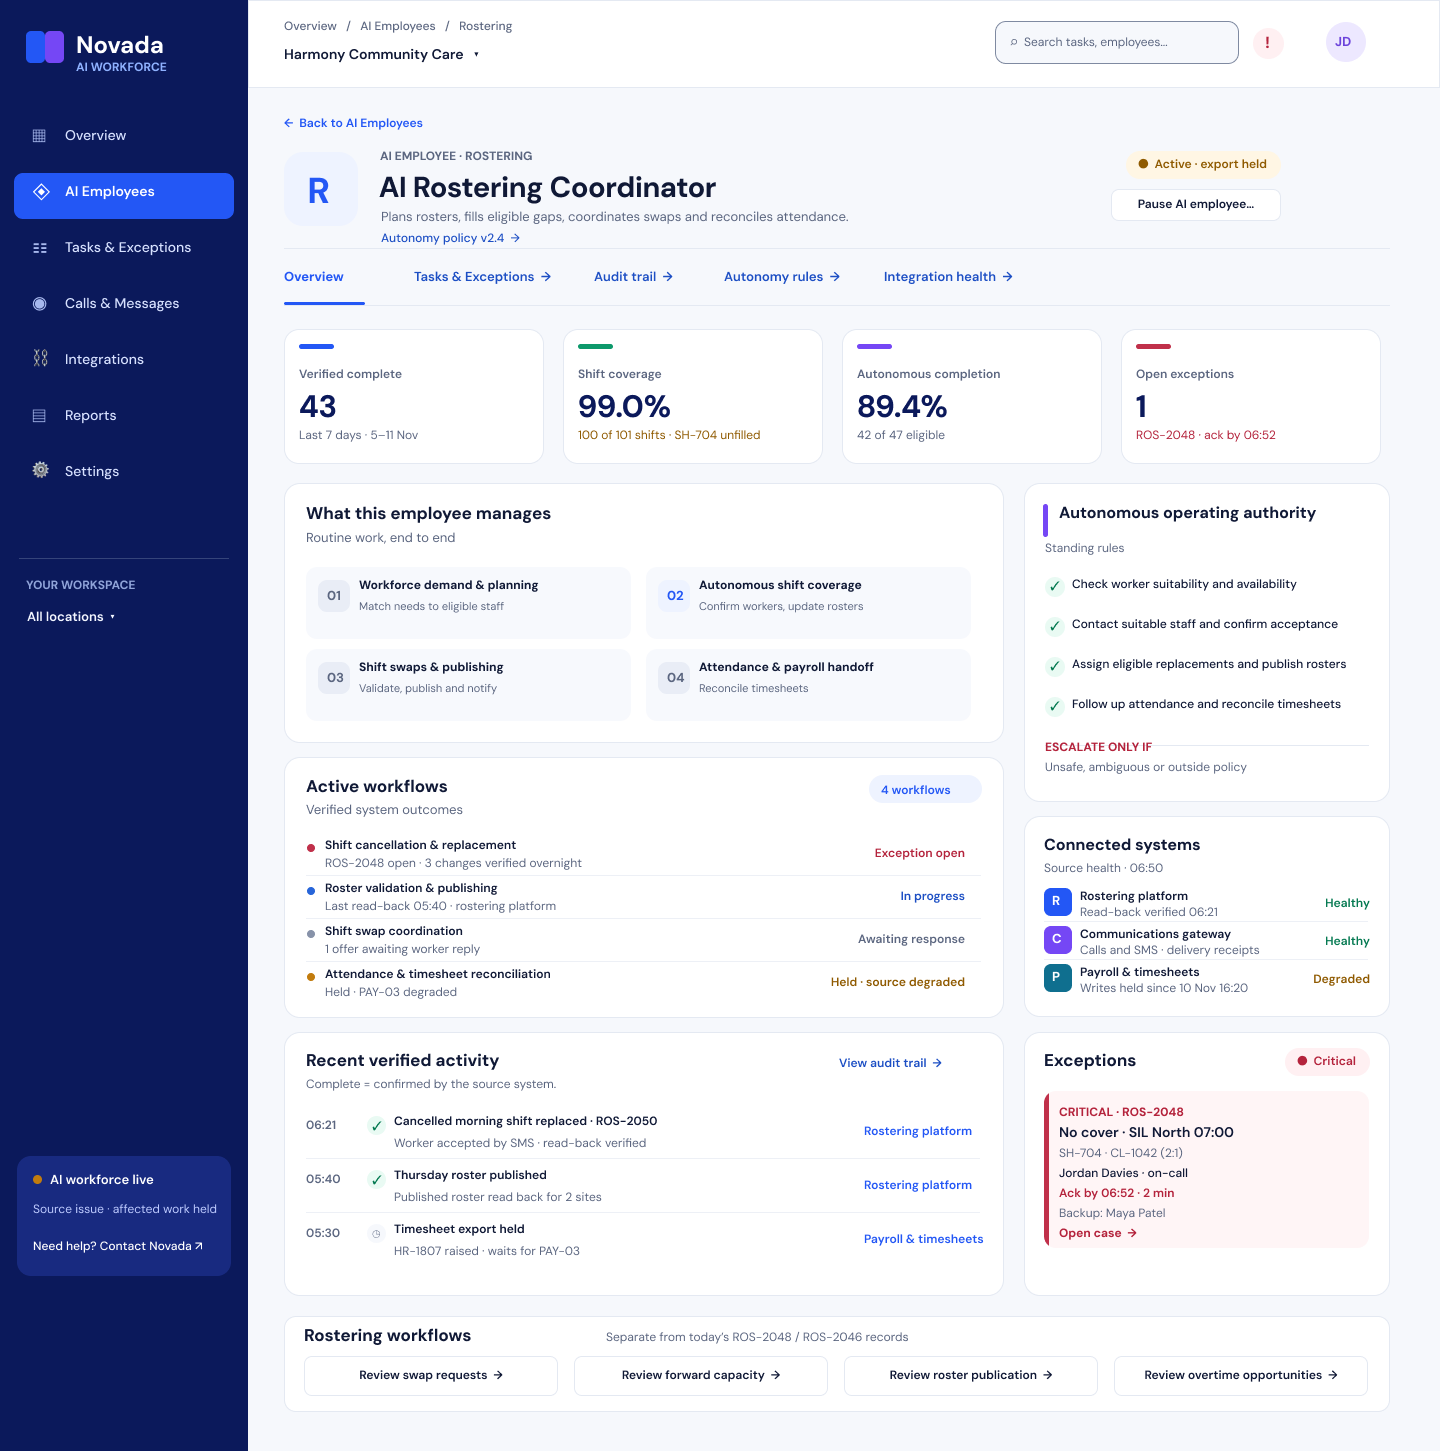 Novada
AI WORKFORCE
Overview
AI Employees
Tasks & Exceptions
Calls & Messages
Integrations
Reports
Settings
YOUR WORKSPACE
All locations ▾
AI workforce live
Source issue · affected work held
Need help? Contact Novada ↗
Overview / AI Employees / Rostering
Harmony Community Care ▾
Search tasks, employees...
!
JD
← Back to AI Employees
R
AI EMPLOYEE · ROSTERING
AI Rostering Coordinator
Plans rosters, fills eligible gaps, coordinates swaps and reconciles attendance.
Autonomy policy v2.4 →
Active · export held
Pause AI employee...
Overview
Tasks & Exceptions →
Audit trail →
Autonomy rules →
Integration health →
Verified complete
43
Last 7 days · 5–11 Nov
Shift coverage
99.0%
100 of 101 shifts · SH-704 unfilled
Autonomous completion
89.4%
42 of 47 eligible
Open exceptions
1
ROS-2048 · ack by 06:52
What this employee manages
Routine work, end to end
01
Workforce demand & planning
Match needs to eligible staff
02
Autonomous shift coverage
Confirm workers, update rosters
03
Shift swaps & publishing
Validate, publish and notify
04
Attendance & payroll handoff
Reconcile timesheets
Autonomous operating authority
Standing rules
✓ Check worker suitability and availability
✓ Contact suitable staff and confirm acceptance
✓ Assign eligible replacements and publish rosters
✓ Follow up attendance and reconcile timesheets
ESCALATE ONLY IF
Unsafe, ambiguous or outside policy
Active workflows
Verified system outcomes
4 workflows
Shift cancellation & replacement
ROS-2048 open · 3 changes verified overnight
Exception open
Roster validation & publishing
Last read-back 05:40 · rostering platform
In progress
Shift swap coordination
1 offer awaiting worker reply
Awaiting response
Attendance & timesheet reconciliation
Held · PAY-03 degraded
Held · source degraded
Connected systems
Source health · 06:50
R
Rostering platform
Read-back verified 06:21
Healthy
C
Communications gateway
Calls and SMS · delivery receipts
Healthy
P
Payroll & timesheets
Writes held since 10 Nov 16:20
Degraded
Recent verified activity
Complete = confirmed by the source system.
View audit trail →
06:21
✓ Cancelled morning shift replaced · ROS-2050
Worker accepted by SMS · read-back verified
Rostering platform
05:40
✓ Thursday roster published
Published roster read back for 2 sites
Rostering platform
05:30
Timesheet export held
HR-1807 raised · waits for PAY-03
Payroll & timesheets
Exceptions
Critical
CRITICAL · ROS-2048
No cover · SIL North 07:00
SH-704 · CL-1042 (2:1)
Jordan Davies · on-call
Ack by 06:52 · 2 min
Backup: Maya Patel
Open case →
Rostering workflows
Separate from today's ROS-2048 / ROS-2046 records
Review swap requests →
Review forward capacity →
Review roster publication →
Review overtime opportunities →